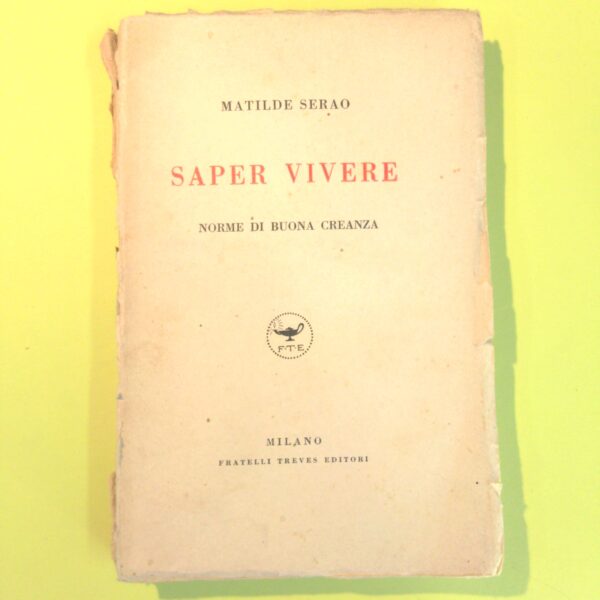 MATILDE SERAO
SAPER VIVERE
NORME DI BUONA CREANZA
F·T·E
MILANO
FRATELLI TREVES EDITORI